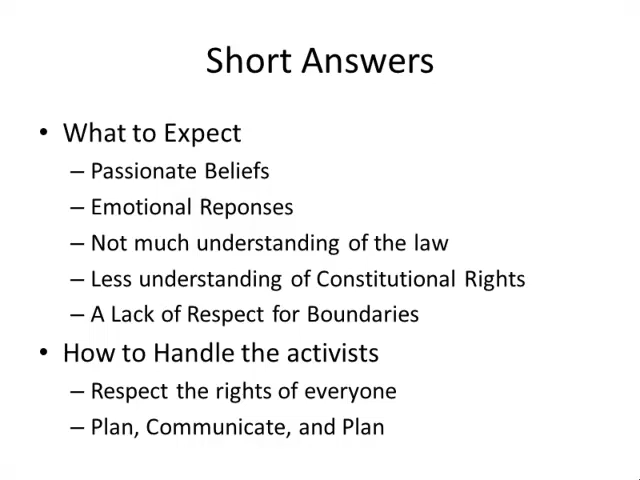 Short Answers
• What to Expect
– Passionate Beliefs
– Emotional Reponses
– Not much understanding of the law
– Less understanding of Constitutional Rights
– A Lack of Respect for Boundaries
• How to Handle the activists
– Respect the rights of everyone
– Plan, Communicate, and Plan